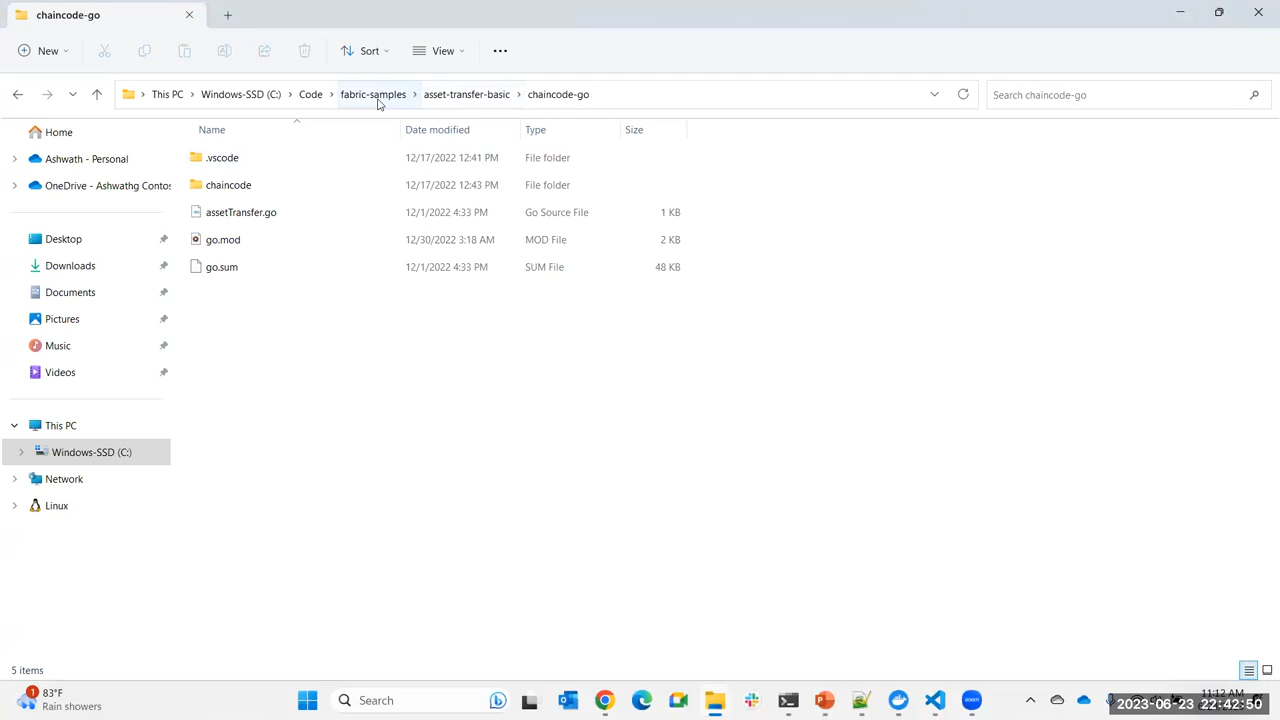 chaincode-go
New
Sort
View
This PC
Windows-SSD (C:)
Code
fabric-samples
asset-transfer-basic
chaincode-go
Search chaincode-go
Name
Date modified
Type
Size
Home
Ashwath - Personal
OneDrive - Ashwathg Contos
Desktop
Downloads
Documents
Pictures
Music
Videos
This PC
Windows-SSD (C:)
Network
Linux
.vscode 12/17/2022 12:41 PM File folder
chaincode 12/17/2022 12:43 PM File folder
assetTransfer.go 12/1/2022 4:33 PM Go Source File 1 KB
go.mod 12/30/2022 3:18 AM MOD File 2 KB
go.sum 12/1/2022 4:33 PM SUM File 48 KB
5 items
1
83°F
Rain showers
Search
11:12 AM
2023-06-23 22:42:50